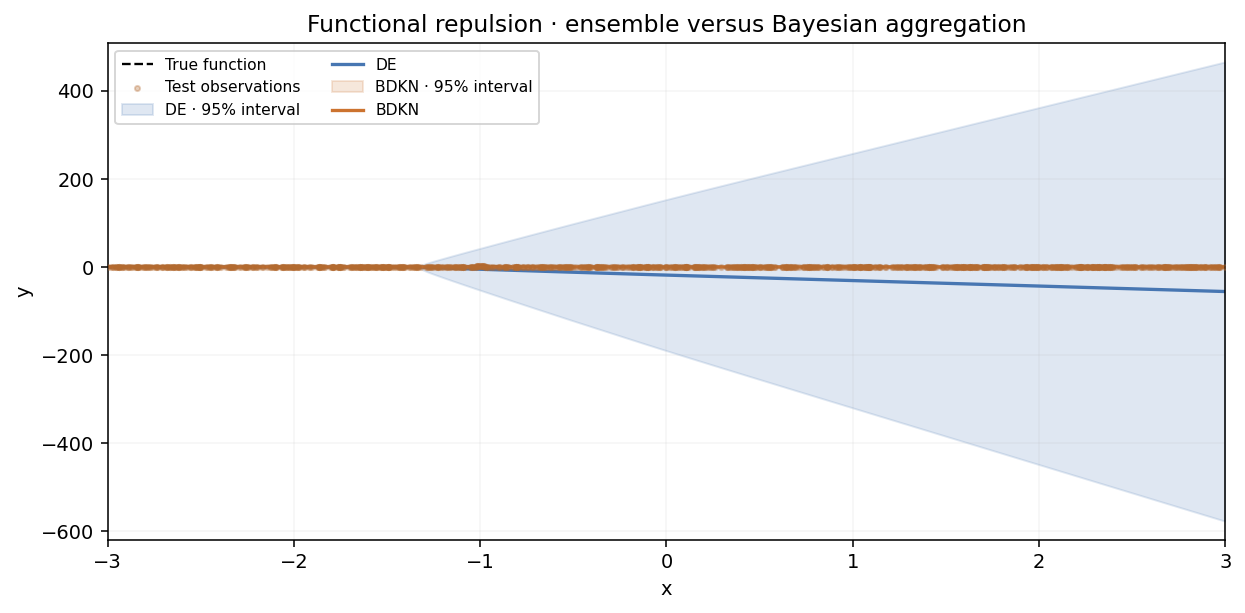 Functional repulsion · ensemble versus Bayesian aggregation
True function
Test observations
DE · 95% interval
DE
BDKN · 95% interval
BDKN
400
200
0
−200
−400
−600
y
−3
−2
−1
0
1
2
3
x